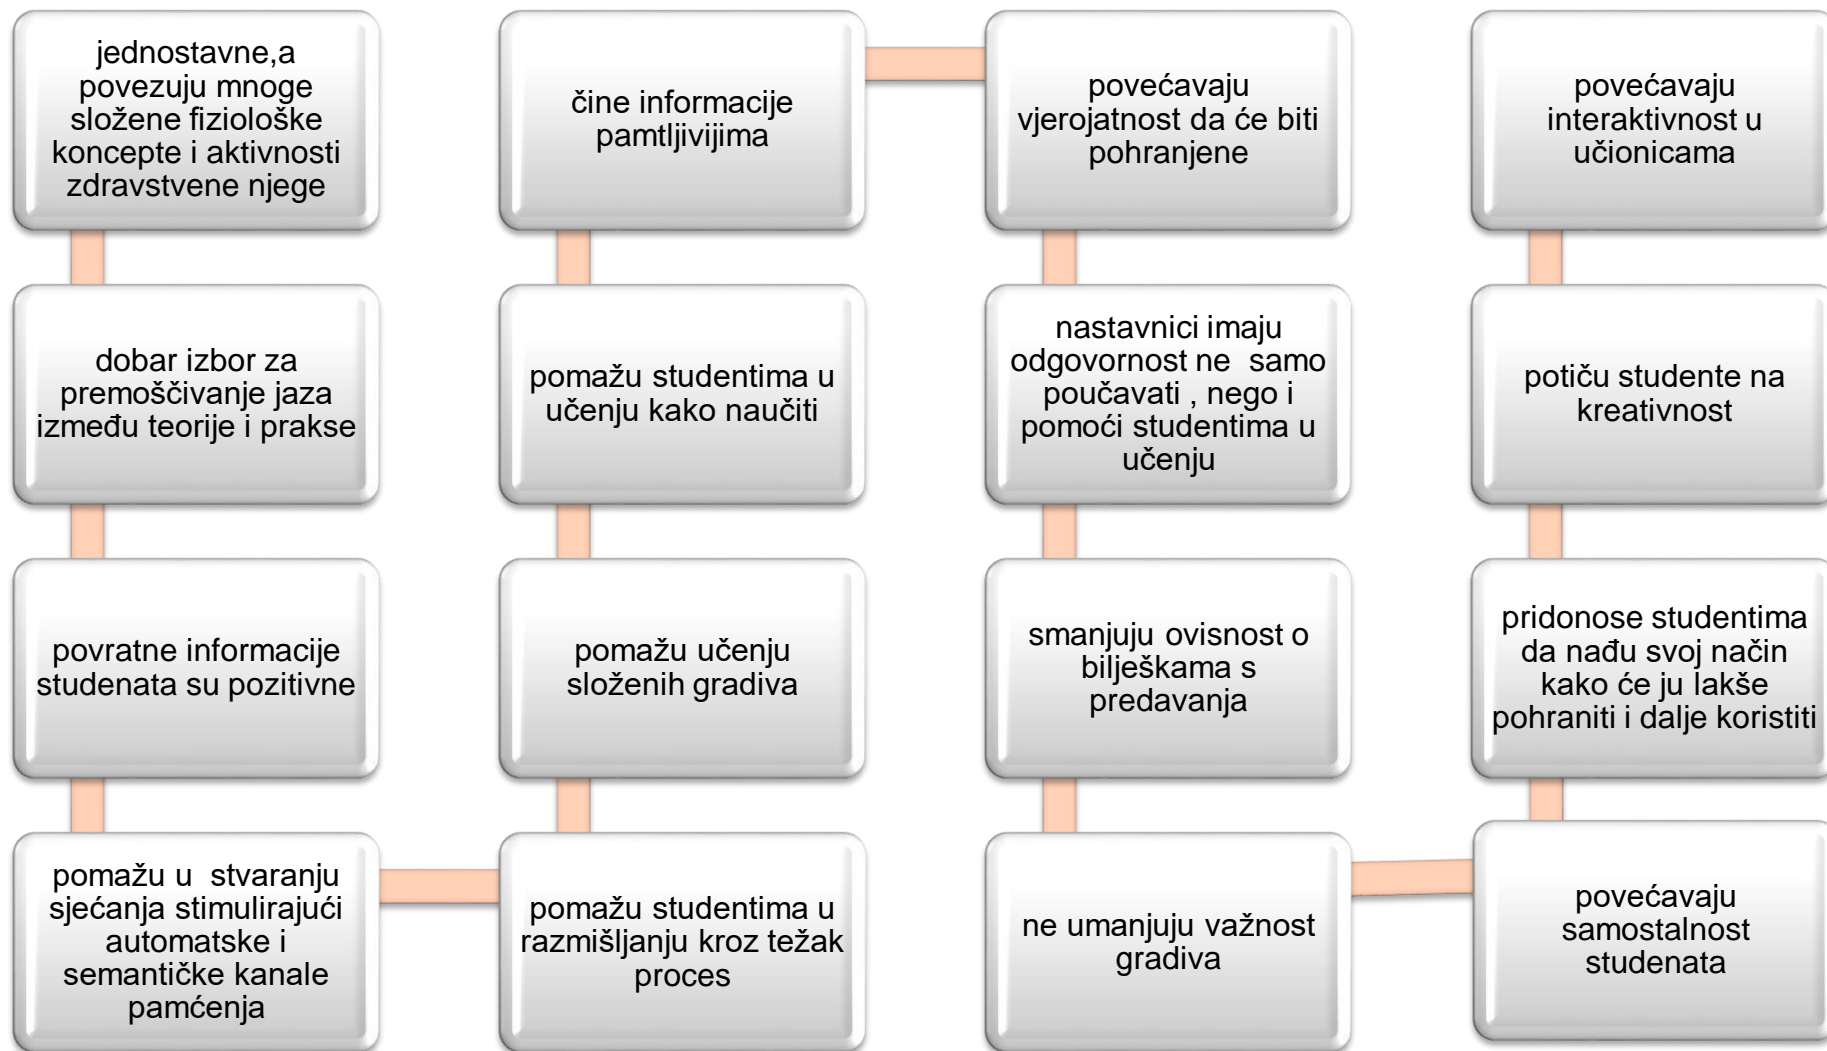 jednostavne,a
povezuju mnoge
složene fiziološke
koncepte i aktivnosti
zdravstvene njege
dobar izbor za
premoščivanje jaza
između teorije i prakse
povratne informacije
studenata su pozitivne
pomažu u stvaranju
sjećanja stimulirajući
automatske i
semantičke kanale
pamćenja
pomažu studentima u
razmišljanju kroz težak
proces
pomažu učenju
složenih gradiva
pomažu studentima u
učenju kako naučiti
čine informacije
pamtljivijima
povećavaju
vjerojatnost da će biti
pohranjene
nastavnici imaju
odgovornost ne samo
poučavati , nego i
pomoći studentima u
učenju
smanjuju ovisnost o
bilješkama s
predavanja
ne umanjuju važnost
gradiva
povećavaju
samostalnost
studenata
pridonose studentima
da nađu svoj način
kako će ju lakše
pohraniti i dalje koristiti
potiču studente na
kreativnost
povećavaju
interaktivnost u
učionicama